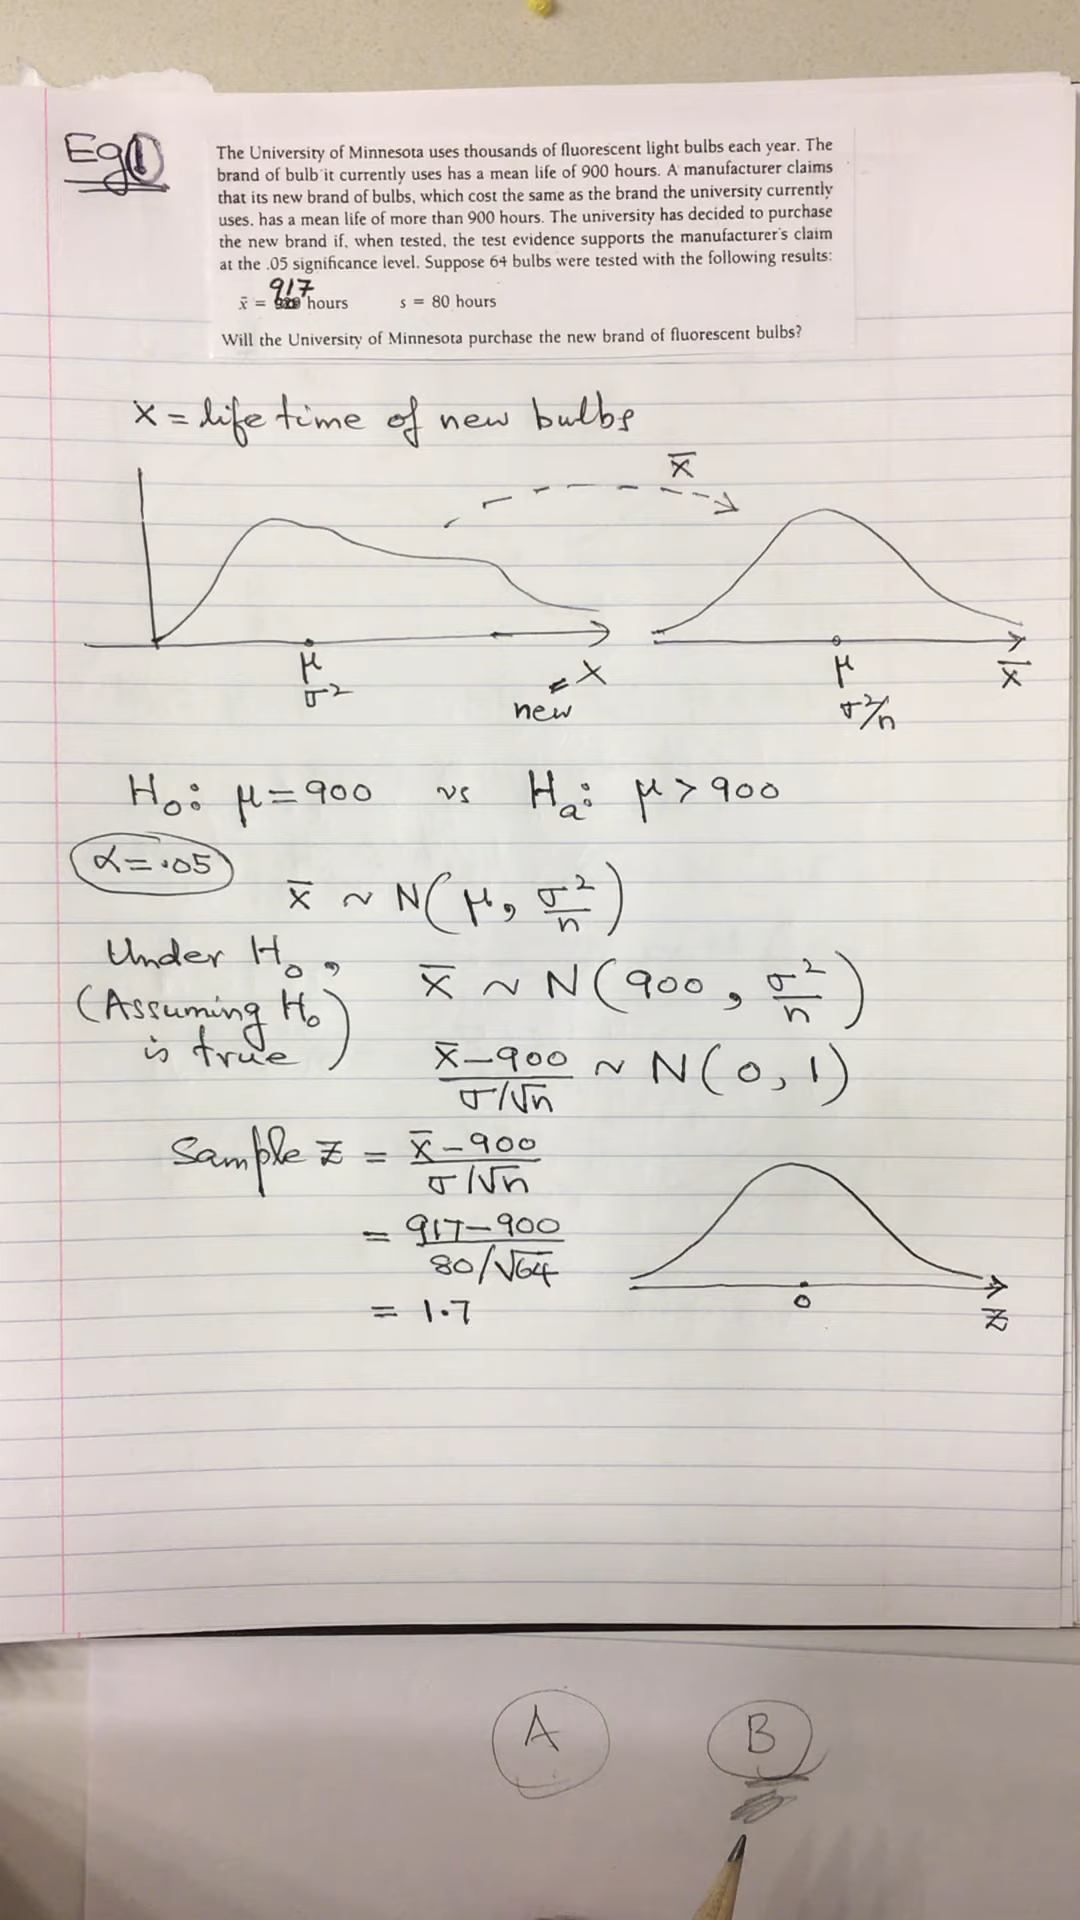 Eg 1
The University of Minnesota uses thousands of fluorescent light bulbs each year. The
brand of bulb it currently uses has a mean life of 900 hours. A manufacturer claims
that its new brand of bulbs, which cost the same as the brand the university currently
uses. has a mean life of more than 900 hours. The university has decided to purchase
the new brand if, when tested, the test evidence supports the manufacturer's claim
at the .05 significance level. Suppose 64 bulbs were tested with the following results:
x̄ = 917 hours s = 80 hours
Will the University of Minnesota purchase the new brand of fluorescent bulbs?
X = life time of new bulbs
x̄
μ
σ²
X
new
μ
σ²/n
x̄
H₀: μ = 900 vs Hₐ: μ > 900
α = .05
x̄ ~ N(μ, σ²/n)
Under H₀, x̄ ~ N(900, σ²/n)
(Assuming H₀
is true)
(x̄ - 900)/(σ/√n) ~ N(0, 1)
Sample z = (x̄ - 900)/(σ/√n)
= (917 - 900)/(80/√64)
= 1.7
0
z
A B